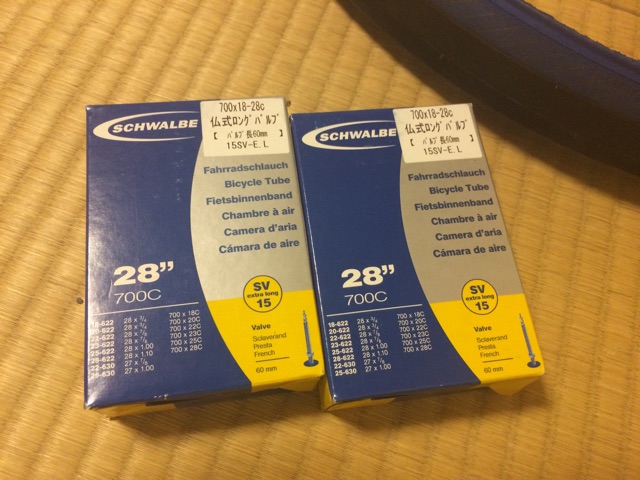 SCHWALBE
700x18-28c
仏式ロングバルブ
【 バルブ長60mm 】
15SV-E.L
Fahrradschlauch
Bicycle Tube
Fietsbinnenband
Chambre à air
Camera d'aria
Cámara de aire
28"
700C
SV
extra long
15
18-622 28 x 3/4 700 x 18C
20-622 28 x 3/4 700 x 20C
22-622 28 x 7/8 700 x 22C
23-622 28 x 7/8 700 x 23C
25-622 28 x 1.00 700 x 25C
28-622 28 x 1.10 700 x 28C
22-630 27 x 7/8
25-630 27 x 1.00
Valve
Sclaverand
Presta
French
60 mm
SCHWALBE
700x18-28c
仏式ロングバルブ
【 バルブ長60mm 】
15SV-E.L
Fahrradschlauch
Bicycle Tube
Fietsbinnenband
Chambre à air
Camera d'aria
Cámara de aire
28"
700C
SV
extra long
15
18-622 28 x 3/4 700 x 18C
20-622 28 x 3/4 700 x 20C
22-622 28 x 7/8 700 x 22C
23-622 28 x 7/8 700 x 23C
25-622 28 x 1.00 700 x 25C
28-622 28 x 1.10 700 x 28C
22-630 27 x 7/8
25-630 27 x 1.00
Valve
Sclaverand
Presta
French
60 mm